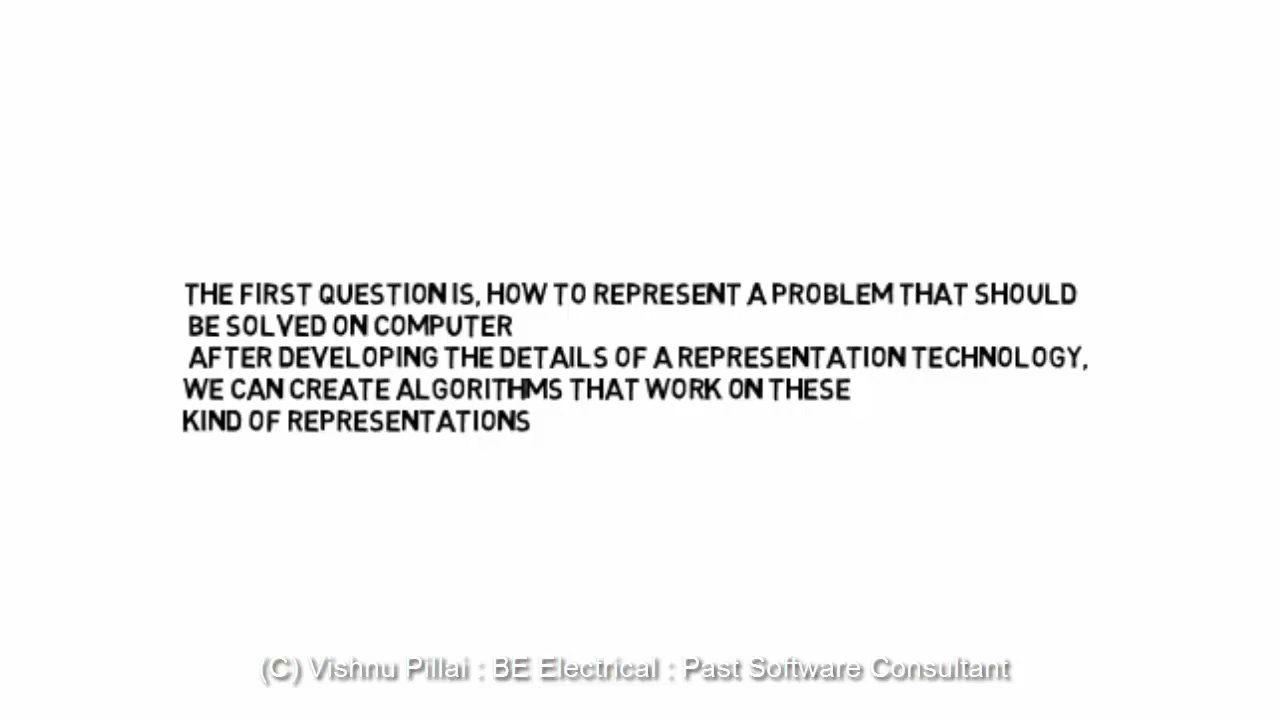 THE FIRST QUESTION IS, HOW TO REPRESENT A PROBLEM THAT SHOULD
BE SOLVED ON COMPUTER
AFTER DEVELOPING THE DETAILS OF A REPRESENTATION TECHNOLOGY,
WE CAN CREATE ALGORITHMS THAT WORK ON THESE
KIND OF REPRESENTATIONS
(C) Vishnu Pillai : BE Electrical : Past Software Consultant